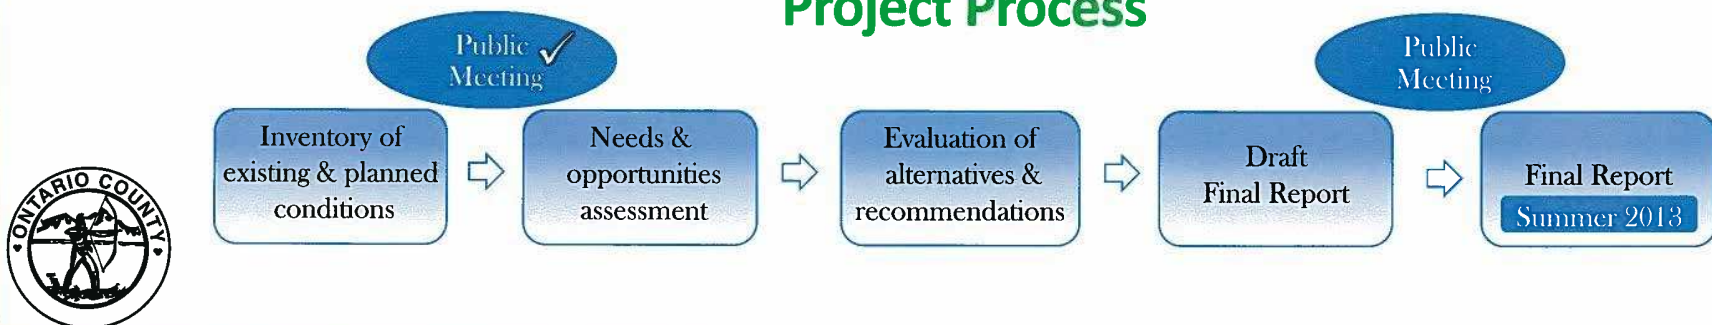 Project Process
Public
Meeting
Public
Meeting
Inventory of
existing & planned
conditions
Needs &
opportunities
assessment
Evaluation of
alternatives &
recommendations
Draft
Final Report
Final Report
Summer 2013
ONTARIO COUNTY